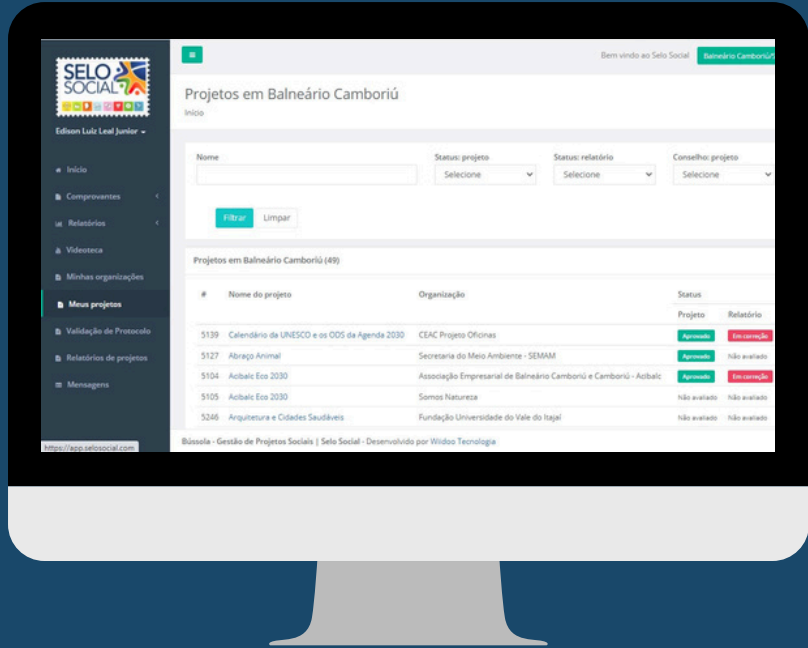 SELO
SOCIAL
Edison Luiz Leal Junior
Início
Comprovantes
Relatórios
Videoteca
Minhas organizações
Meus projetos
Validação de Protocolo
Relatórios de projetos
Mensagens
https://app.selosocial.com
Bem vindo ao Selo Social Balneário Camboriú/S
Projetos em Balneário Camboriú
Início
Nome Status: projeto Status: relatório Conselho: projeto
Selecione Selecione Selecione
Filtrar Limpar
Projetos em Balneário Camboriú (49)
# Nome do projeto Organização Status
Projeto Relatório
5139 Calendário da UNESCO e os ODS da Agenda 2030 CEAC Projeto Oficinas Aprovado Em correção
5127 Abraço Animal Secretaria do Meio Ambiente - SEMAM Aprovado Não avaliado
5104 Acibalc Eco 2030 Associação Empresarial de Balneário Camboriú e Camboriú - Acibalc Aprovado Em correção
5105 Acibalc Eco 2030 Somos Natureza Não avaliado Não avaliado
5246 Arquitetura e Cidades Saudáveis Fundação Universidade do Vale do Itajaí Não avaliado Não avaliado
Bússola - Gestão de Projetos Sociais | Selo Social - Desenvolvido por Wildoo Tecnologia